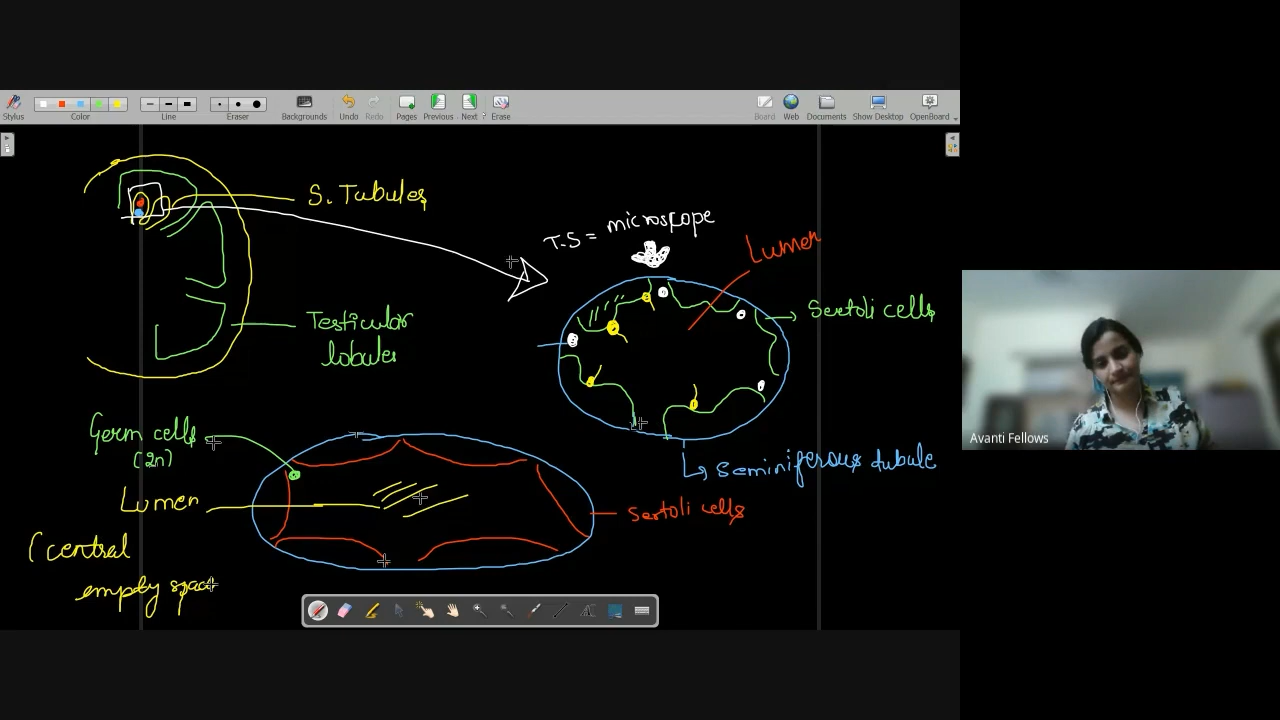 Stylus
Color
Line
Eraser
Backgrounds
Undo
Redo
Pages
Previous
Next
Erase
Board
Web
Documents
Show Desktop
OpenBoard
S. Tubules
T.S = microscope
Lumen
Sertoli cells
Testicular
lobules
Germ cells
(2n)
Lumen
(central
empty space
Sertoli cells
Seminiferous tubule
Avanti Fellows